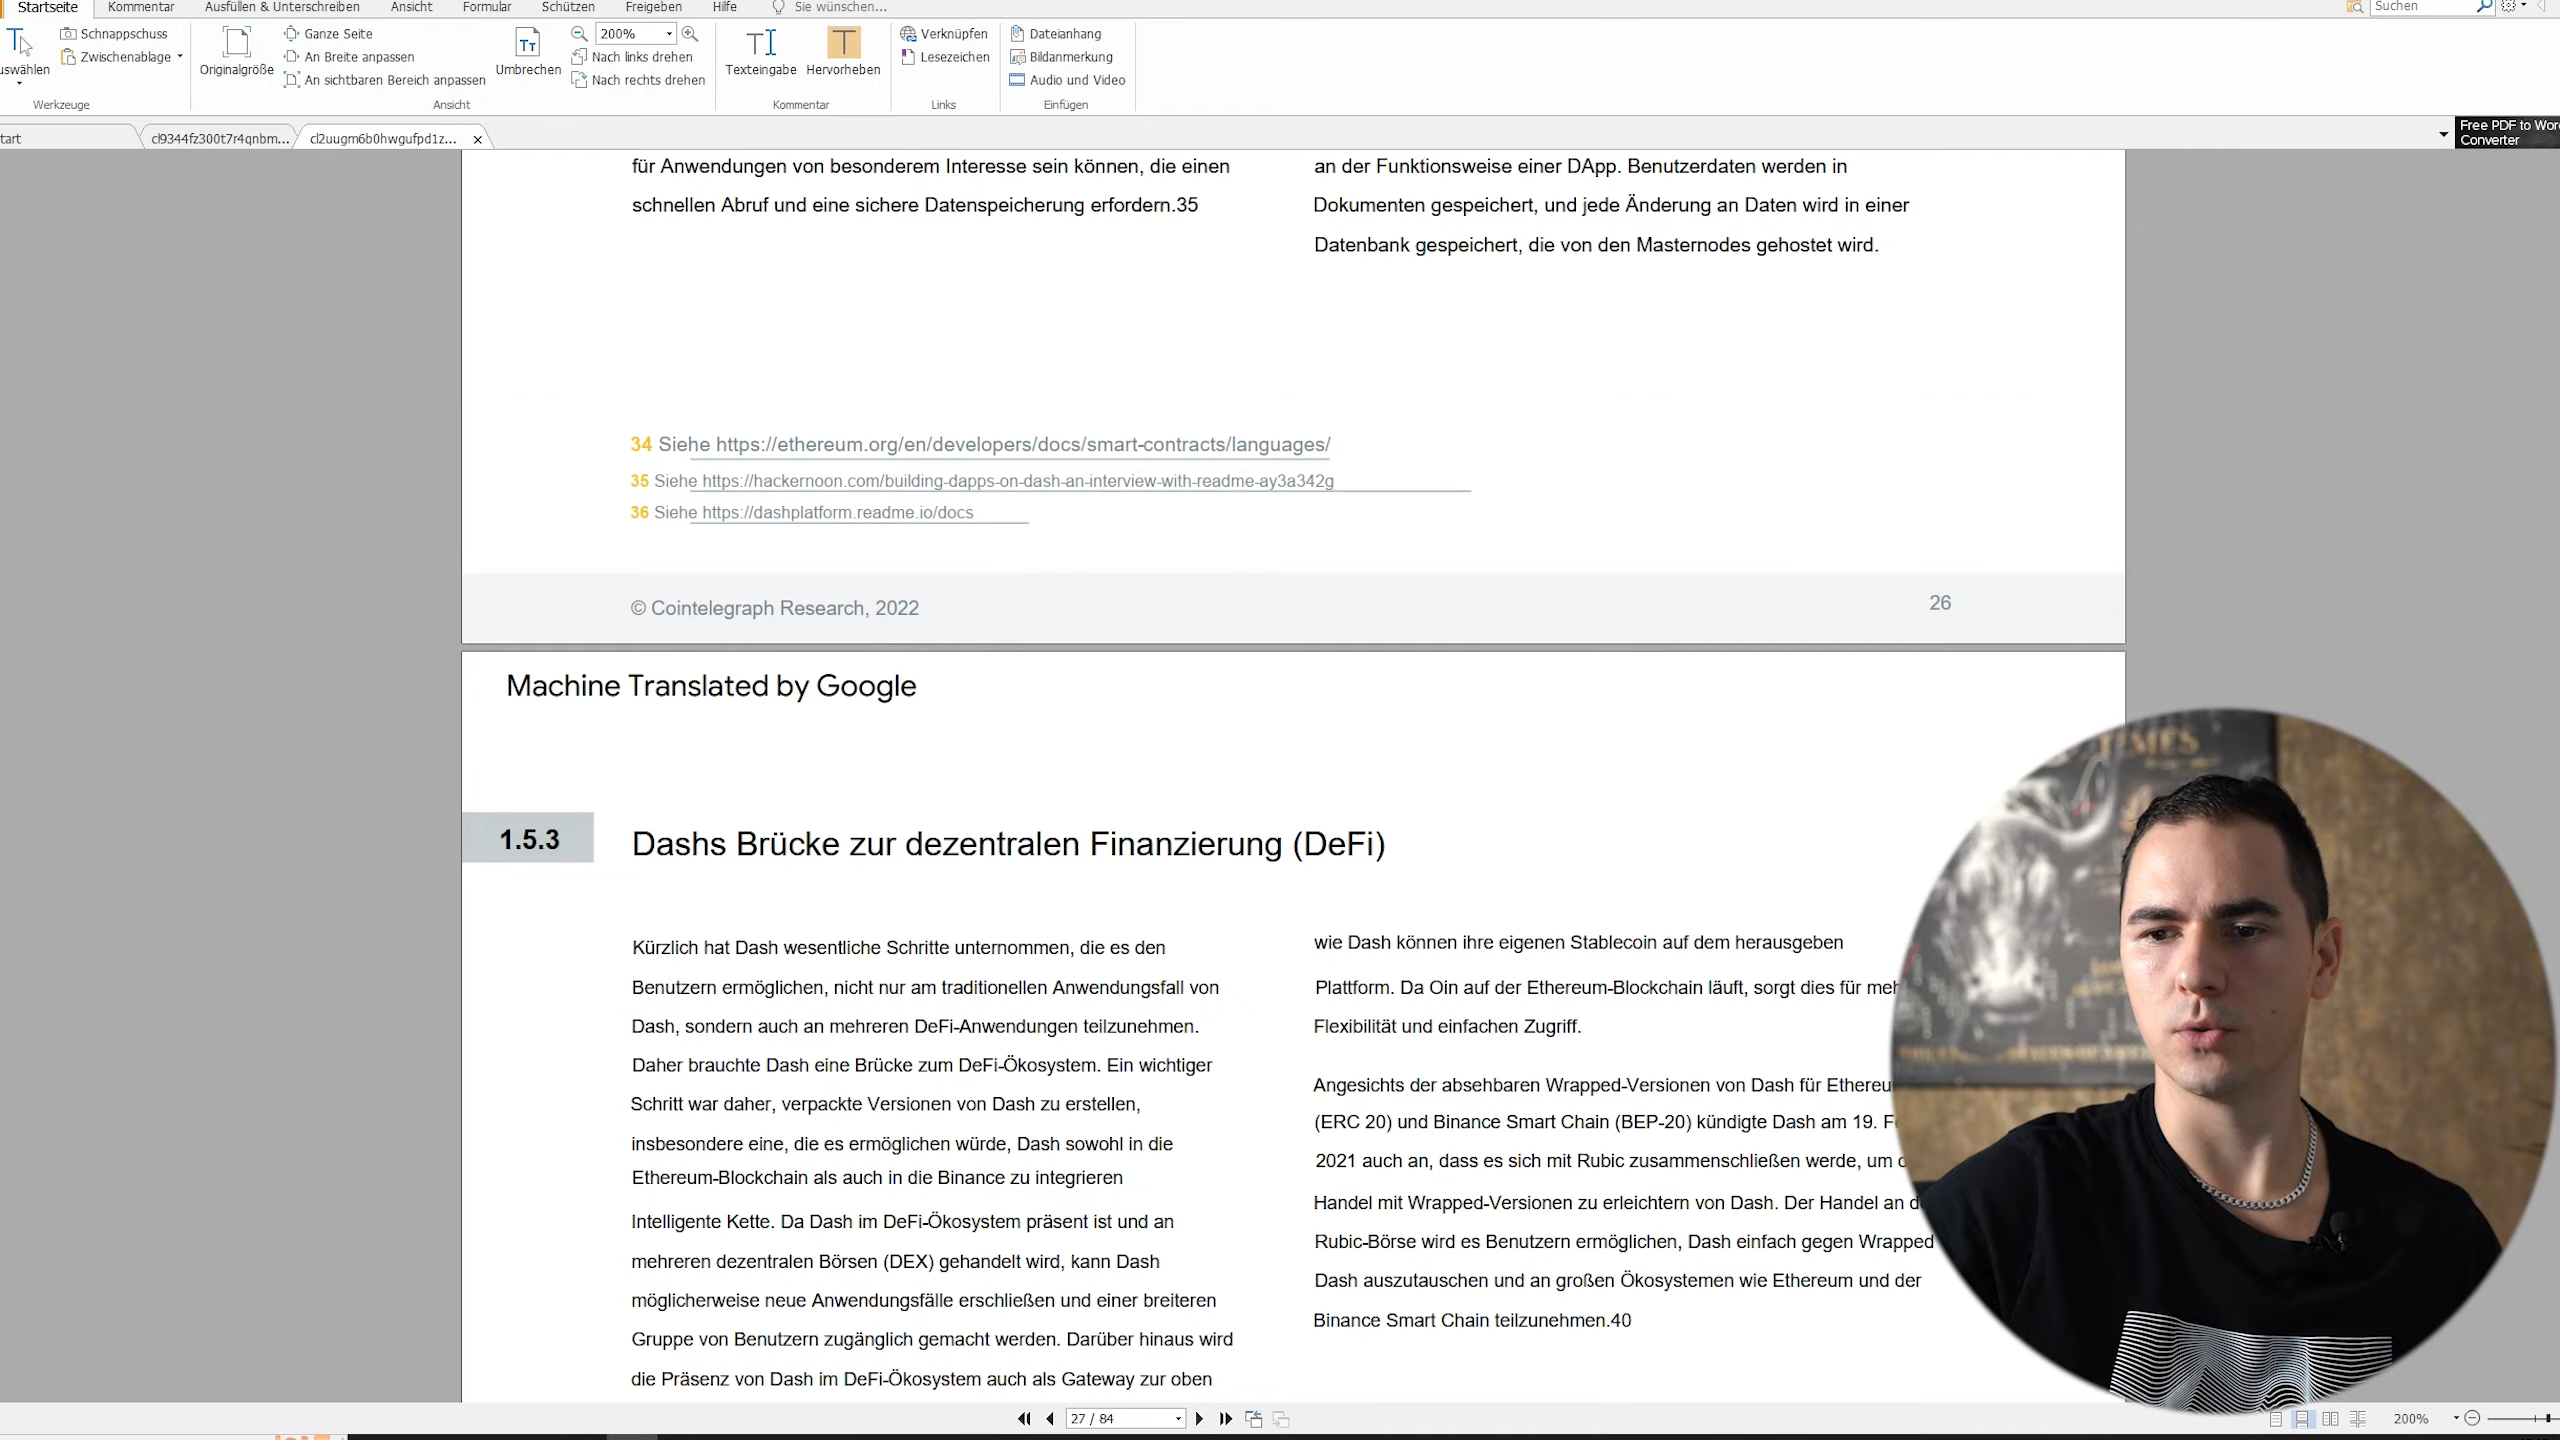 Startseite Kommentar Ausfüllen & Unterschreiben Ansicht Formular Schützen Freigeben Hilfe Sie wünschen... Suchen
Schnappschuss
Zwischenablage
Werkzeuge
Originalgröße
Ganze Seite
An Breite anpassen
An sichtbaren Bereich anpassen
Umbrechen
200%
Nach links drehen
Nach rechts drehen
Ansicht
Texteingabe
Hervorheben
Kommentar
Verknüpfen
Lesezeichen
Links
Dateianhang
Bildanmerkung
Audio und Video
Einfügen
cl9344fz300t7r4qnbm... cl2uugm6b0hwgufpd1z...
Free PDF to
Converter
für Anwendungen von besonderem Interesse sein können, die einen
schnellen Abruf und eine sichere Datenspeicherung erfordern.35
an der Funktionsweise einer DApp. Benutzerdaten werden in
Dokumenten gespeichert, und jede Änderung an Daten wird in einer
Datenbank gespeichert, die von den Masternodes gehostet wird.
34 Siehe https://ethereum.org/en/developers/docs/smart-contracts/languages/
35 Siehe https://hackernoon.com/building-dapps-on-dash-an-interview-with-readme-ay3a342g
36 Siehe https://dashplatform.readme.io/docs
© Cointelegraph Research, 2022
26
Machine Translated by Google
1.5.3
Dashs Brücke zur dezentralen Finanzierung (DeFi)
Kürzlich hat Dash wesentliche Schritte unternommen, die es den
Benutzern ermöglichen, nicht nur am traditionellen Anwendungsfall von
Dash, sondern auch an mehreren DeFi-Anwendungen teilzunehmen.
Daher brauchte Dash eine Brücke zum DeFi-Ökosystem. Ein wichtiger
Schritt war daher, verpackte Versionen von Dash zu erstellen,
insbesondere eine, die es ermöglichen würde, Dash sowohl in die
Ethereum-Blockchain als auch in die Binance zu integrieren
Intelligente Kette. Da Dash im DeFi-Ökosystem präsent ist und an
mehreren dezentralen Börsen (DEX) gehandelt wird, kann Dash
möglicherweise neue Anwendungsfälle erschließen und einer breiteren
Gruppe von Benutzern zugänglich gemacht werden. Darüber hinaus wird
die Präsenz von Dash im DeFi-Ökosystem auch als Gateway zur oben
wie Dash können ihre eigenen Stablecoin auf dem herausgeben
Plattform. Da Oin auf der Ethereum-Blockchain läuft, sorgt dies für
Flexibilität und einfachen Zugriff.
Angesichts der absehbaren Wrapped-Versionen von Dash für
(ERC 20) und Binance Smart Chain (BEP-20) kündigte Dash am 19.
2021 auch an, dass es sich mit Rubic zusammenschließen werde, um
Handel mit Wrapped-Versionen zu erleichtern von Dash. Der Handel an
Rubic-Börse wird es Benutzern ermöglichen, Dash einfach gegen Wrapped
Dash auszutauschen und an großen Ökosystemen wie Ethereum und der
Binance Smart Chain teilzunehmen.40
27 / 84
200%